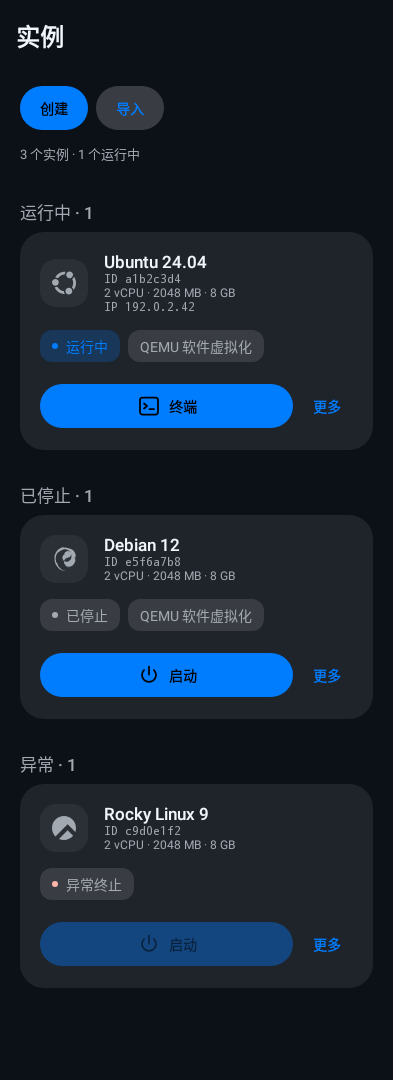 实例
创建
导入
3 个实例 · 1 个运行中
运行中 · 1
Ubuntu 24.04
ID a1b2c3d4
2 vCPU · 2048 MB · 8 GB
IP 192.0.2.42
运行中
QEMU 软件虚拟化
终端
更多
已停止 · 1
Debian 12
ID e5f6a7b8
2 vCPU · 2048 MB · 8 GB
已停止
QEMU 软件虚拟化
启动
更多
异常 · 1
Rocky Linux 9
ID c9d0e1f2
2 vCPU · 2048 MB · 8 GB
异常终止
启动
更多